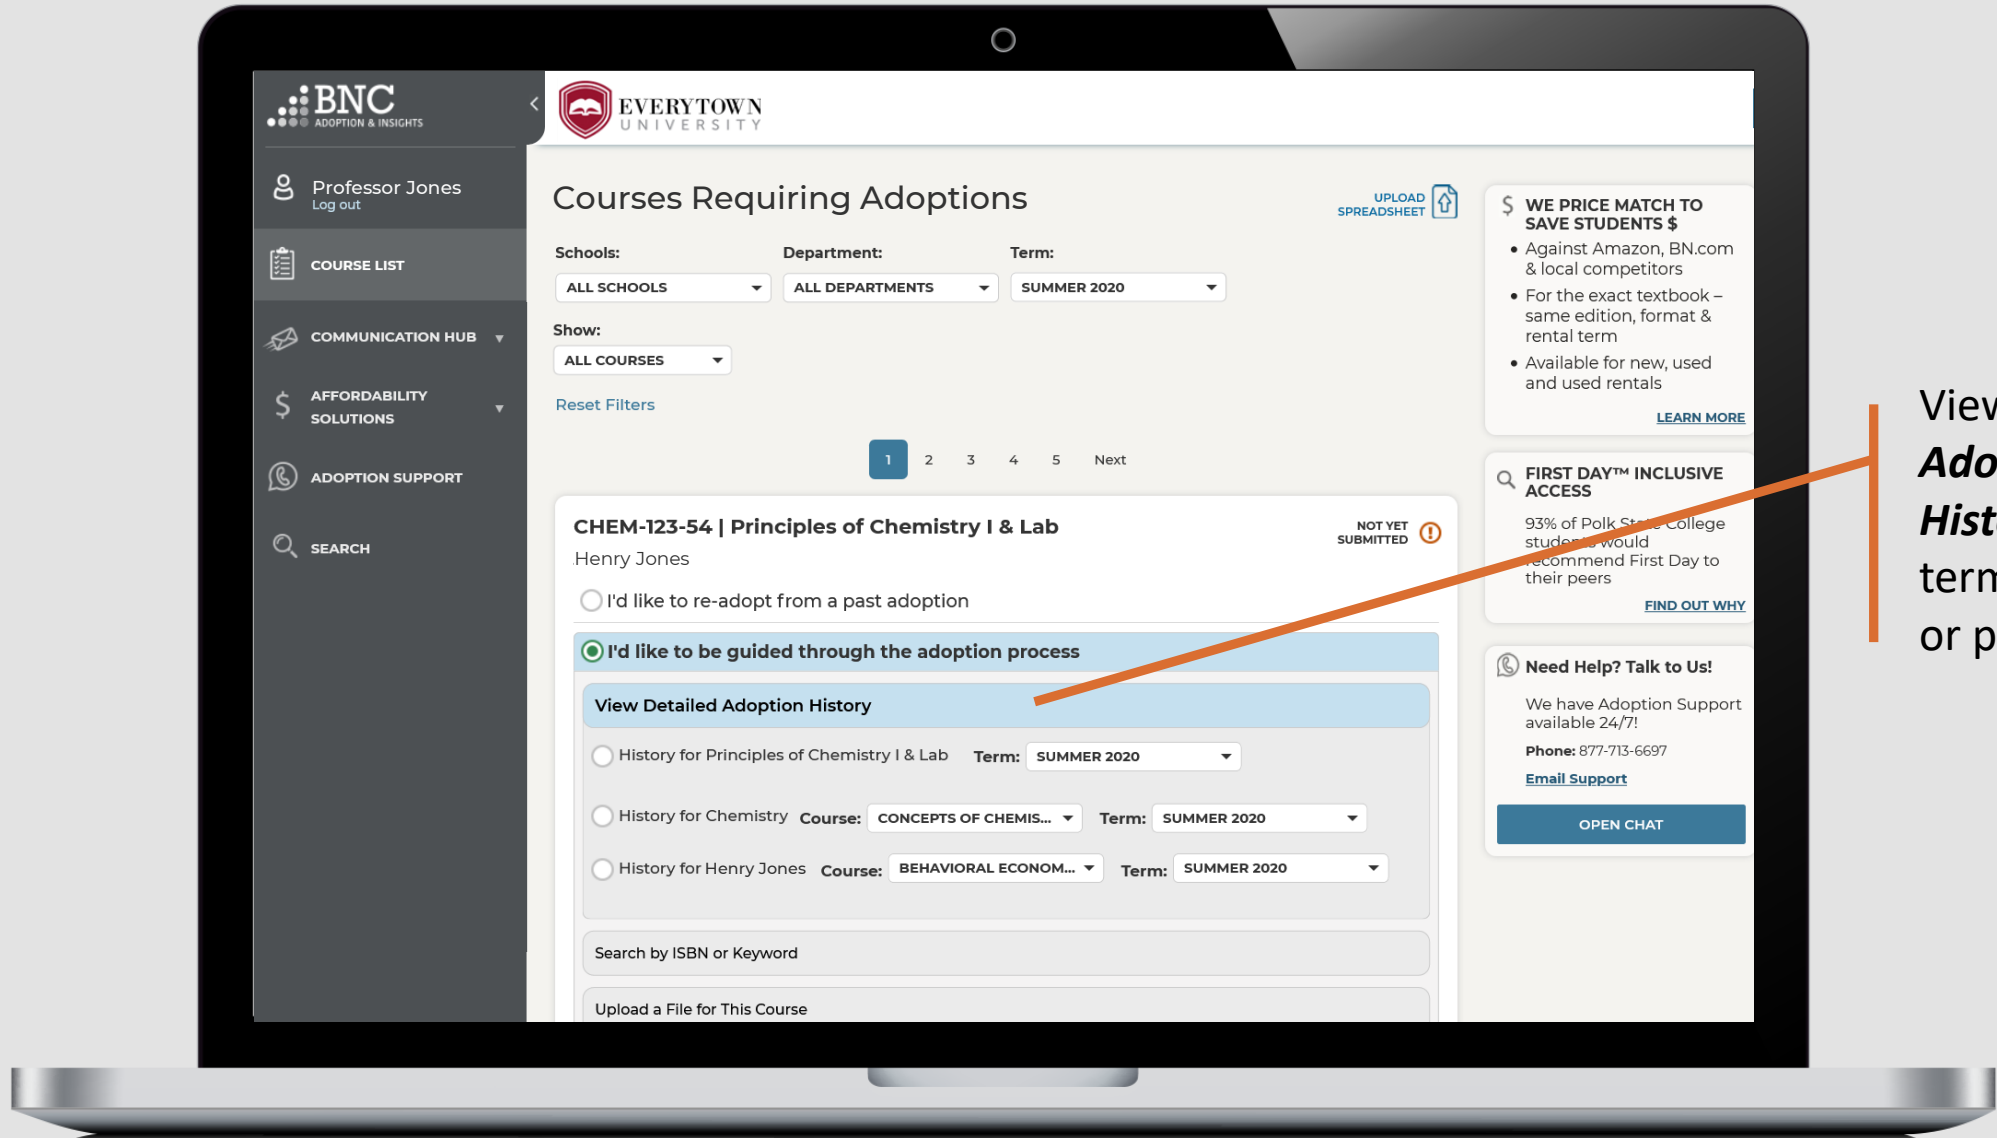 BNC
ADOPTION & INSIGHTS
EVERYTOWN
UNIVERSITY
Professor Jones
Log out
COURSE LIST
COMMUNICATION HUB
AFFORDABILITY
SOLUTIONS
ADOPTION SUPPORT
SEARCH
Courses Requiring Adoptions
UPLOAD
SPREADSHEET
Schools:
Department:
Term:
ALL SCHOOLS
ALL DEPARTMENTS
SUMMER 2020
Show:
ALL COURSES
Reset Filters
1 2 3 4 5 Next
CHEM-123-54 | Principles of Chemistry I & Lab
NOT YET
SUBMITTED
Henry Jones
I'd like to re-adopt from a past adoption
I'd like to be guided through the adoption process
View Detailed Adoption History
History for Principles of Chemistry I & Lab Term: SUMMER 2020
History for Chemistry Course: CONCEPTS OF CHEMIS... Term: SUMMER 2020
History for Henry Jones Course: BEHAVIORAL ECONOM... Term: SUMMER 2020
Search by ISBN or Keyword
Upload a File for This Course
$ WE PRICE MATCH TO
SAVE STUDENTS $
• Against Amazon, BN.com
& local competitors
• For the exact textbook –
same edition, format &
rental term
• Available for new, used
and used rentals
LEARN MORE
FIRST DAY™ INCLUSIVE
ACCESS
93% of Polk State College
students would
recommend First Day to
their peers
FIND OUT WHY
Need Help? Talk to Us!
We have Adoption Support
available 24/7!
Phone: 877-713-6697
Email Support
OPEN CHAT